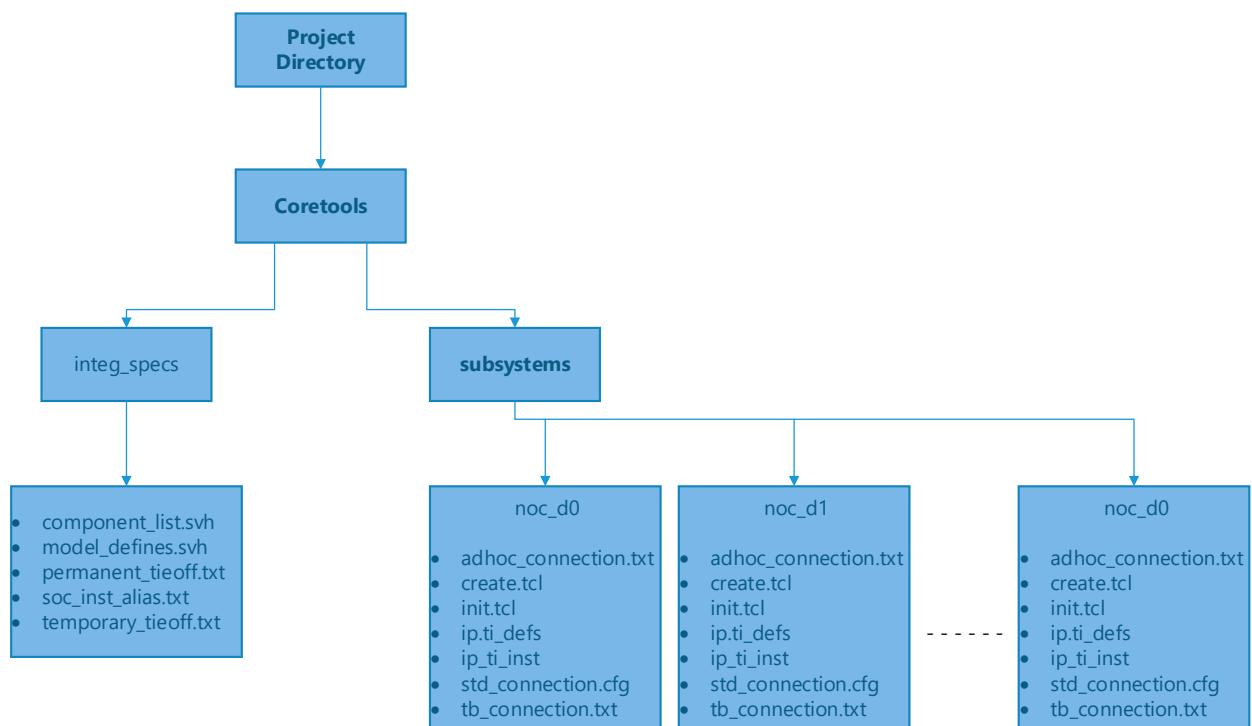 Project
Directory
Coretools
integ_specs
subsystems
component_list.svh
model_defines.svh
permanent_tieoff.txt
soc_inst_alias.txt
temporary_tieoff.txt
noc_d0
adhoc_connection.txt
create.tcl
init.tcl
ip.ti_defs
ip_ti_inst
std_connection.cfg
tb_connection.txt
noc_d1
adhoc_connection.txt
create.tcl
init.tcl
ip.ti_defs
ip_ti_inst
std_connection.cfg
tb_connection.txt
noc_d0
adhoc_connection.txt
create.tcl
init.tcl
ip.ti_defs
ip_ti_inst
std_connection.cfg
tb_connection.txt